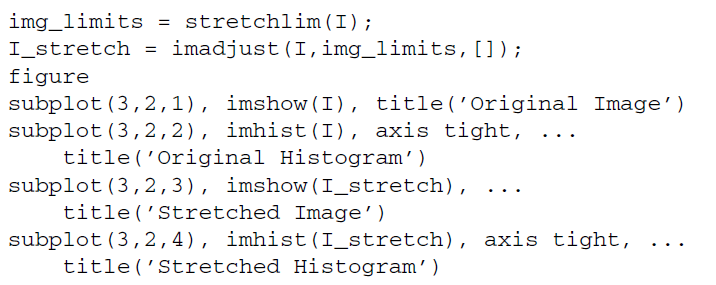 img_limits = stretchlim(I);
I_stretch = imadjust(I,img_limits,[]);
figure
subplot(3,2,1), imshow(I), title(’Original Image’)
subplot(3,2,2), imhist(I), axis tight, ...
    title(’Original Histogram’)
subplot(3,2,3), imshow(I_stretch), ...
    title(’Stretched Image’)
subplot(3,2,4), imhist(I_stretch), axis tight, ...
    title(’Stretched Histogram’)